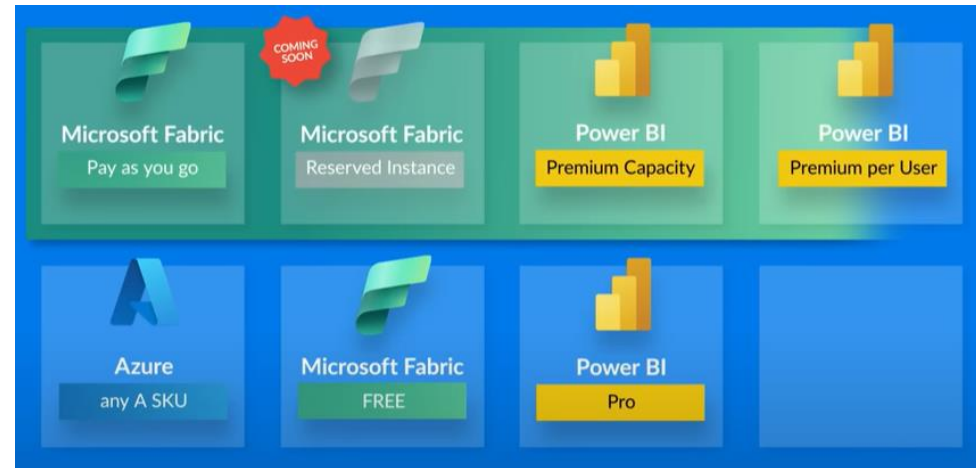 Microsoft Fabric
Pay as you go
COMING
SOON
Microsoft Fabric
Reserved Instance
Power BI
Premium Capacity
Power BI
Premium per User
Azure
any A SKU
Microsoft Fabric
FREE
Power BI
Pro